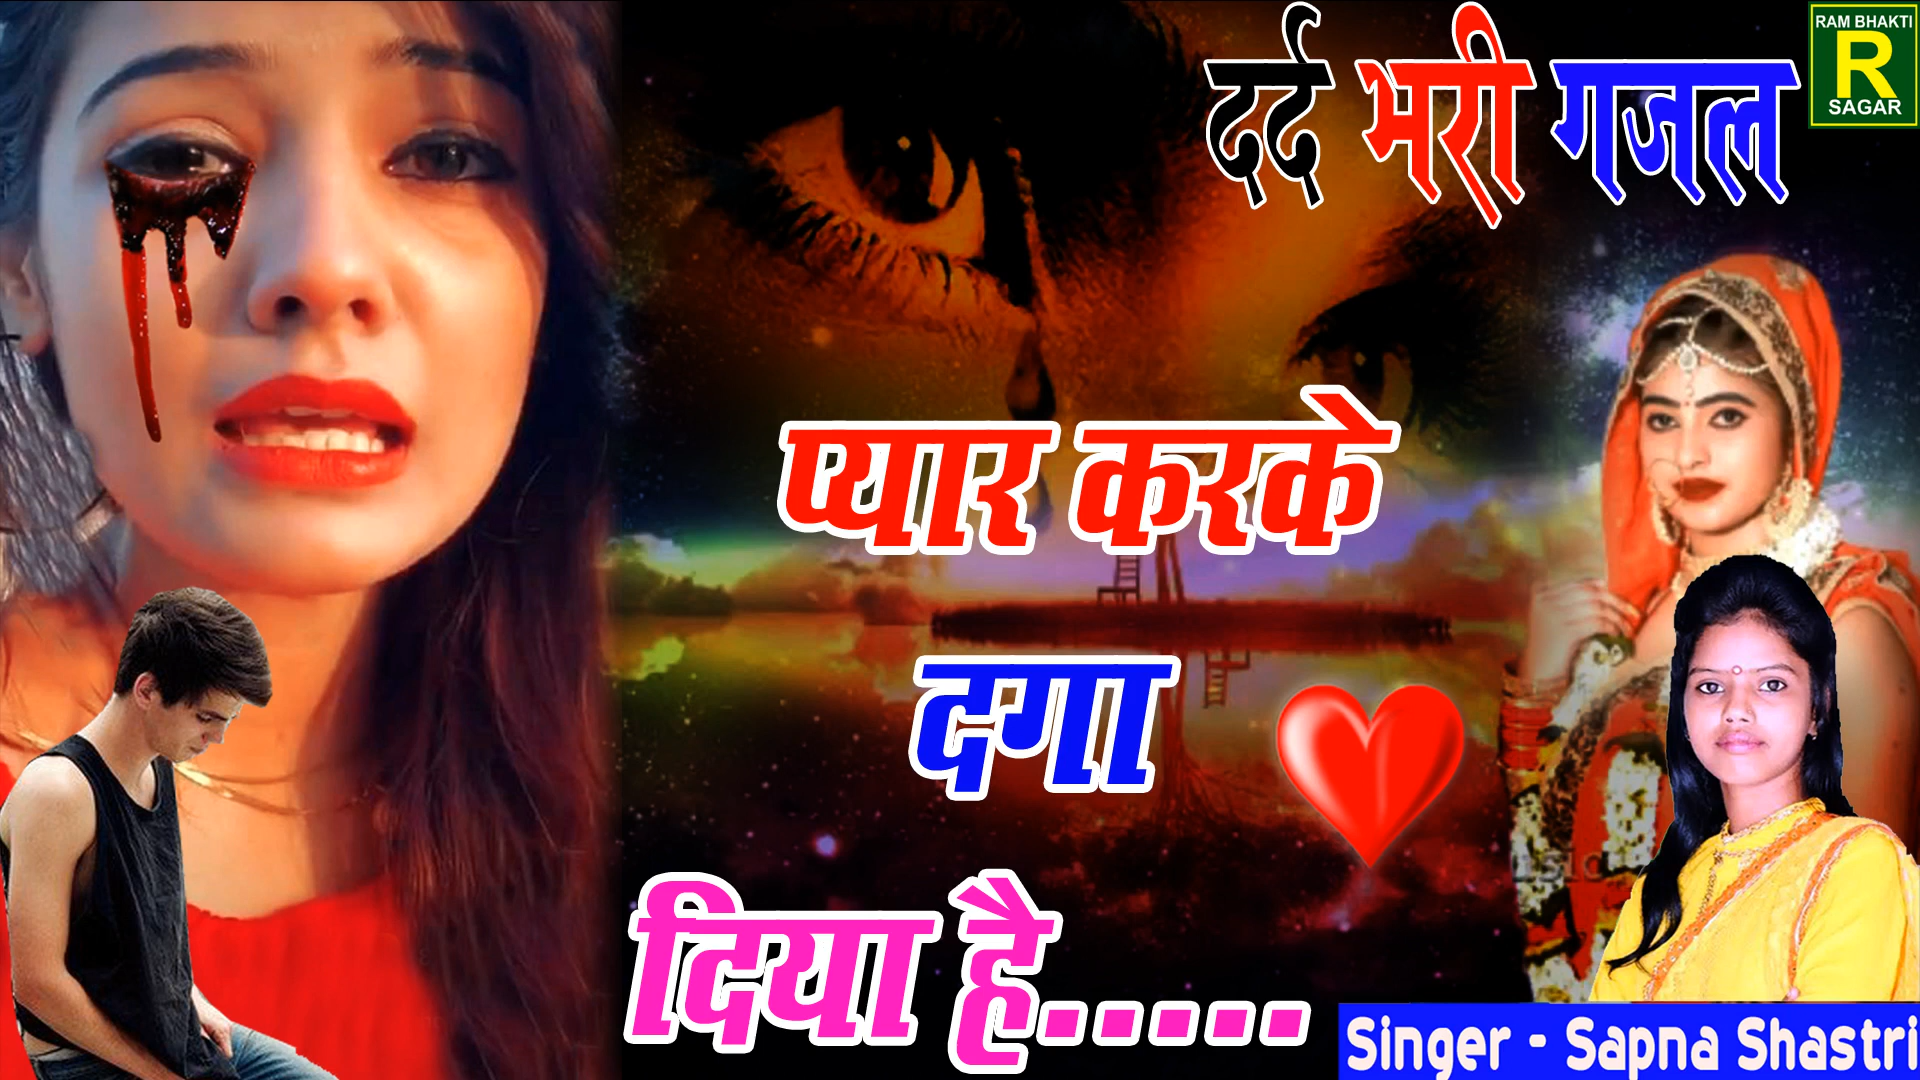 दर्द भरी गजल
RAM BHAKTI
R
SAGAR
प्यार करके
दगा
दिया है.....
Singer - Sapna Shastri